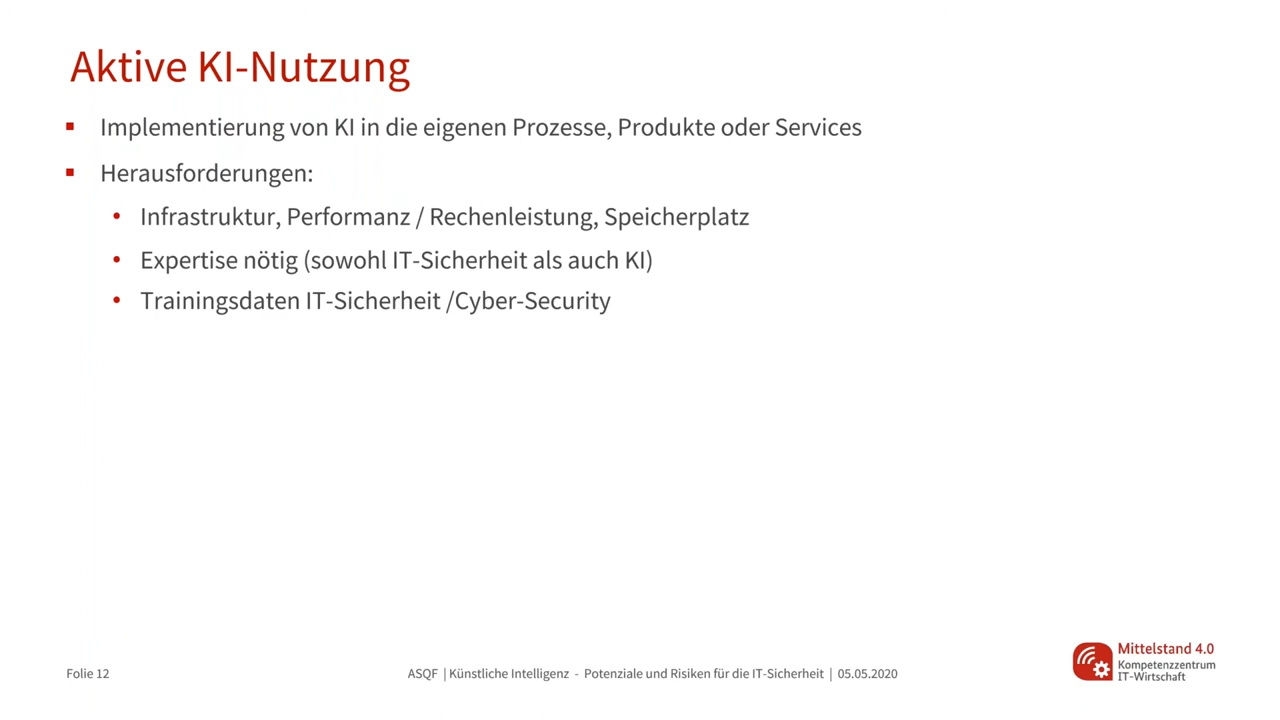 Aktive KI-Nutzung
Implementierung von KI in die eigenen Prozesse, Produkte oder Services
Herausforderungen:
Infrastruktur, Performanz / Rechenleistung, Speicherplatz
Expertise nötig (sowohl IT-Sicherheit als auch KI)
Trainingsdaten IT-Sicherheit /Cyber-Security
Folie 12
ASQF | Künstliche Intelligenz - Potenziale und Risiken für die IT-Sicherheit | 05.05.2020
Mittelstand 4.0
Kompetenzzentrum
IT-Wirtschaft